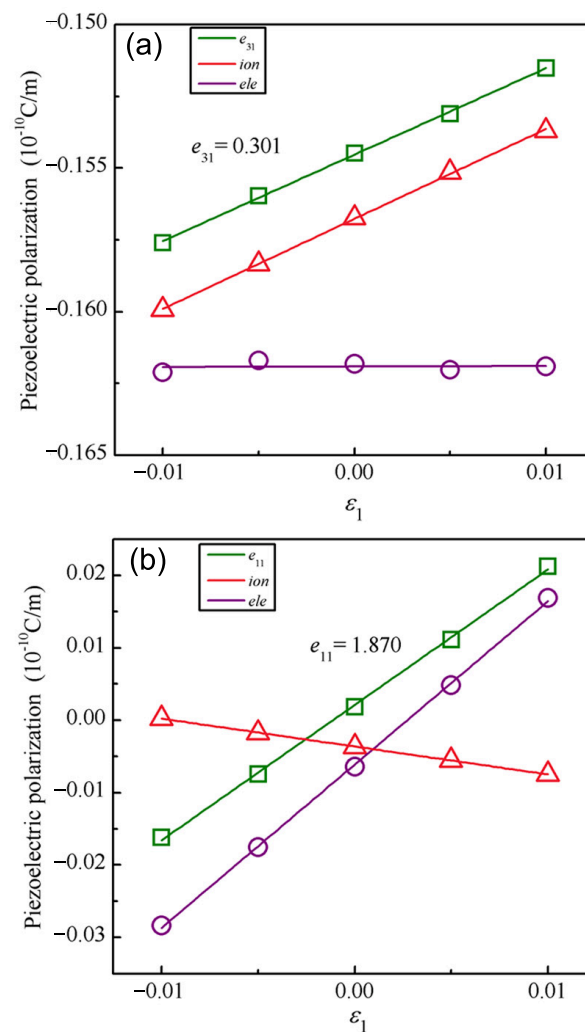 (a)
e₃₁
ion
ele
e₃₁ = 0.301
Piezoelectric polarization (10⁻¹⁰C/m)
−0.150
−0.155
−0.160
−0.165
−0.01
0.00
0.01
ε₁
(b)
e₁₁
ion
ele
e₁₁ = 1.870
Piezoelectric polarization (10⁻¹⁰C/m)
0.02
0.01
0.00
−0.01
−0.02
−0.03
−0.01
0.00
0.01
ε₁